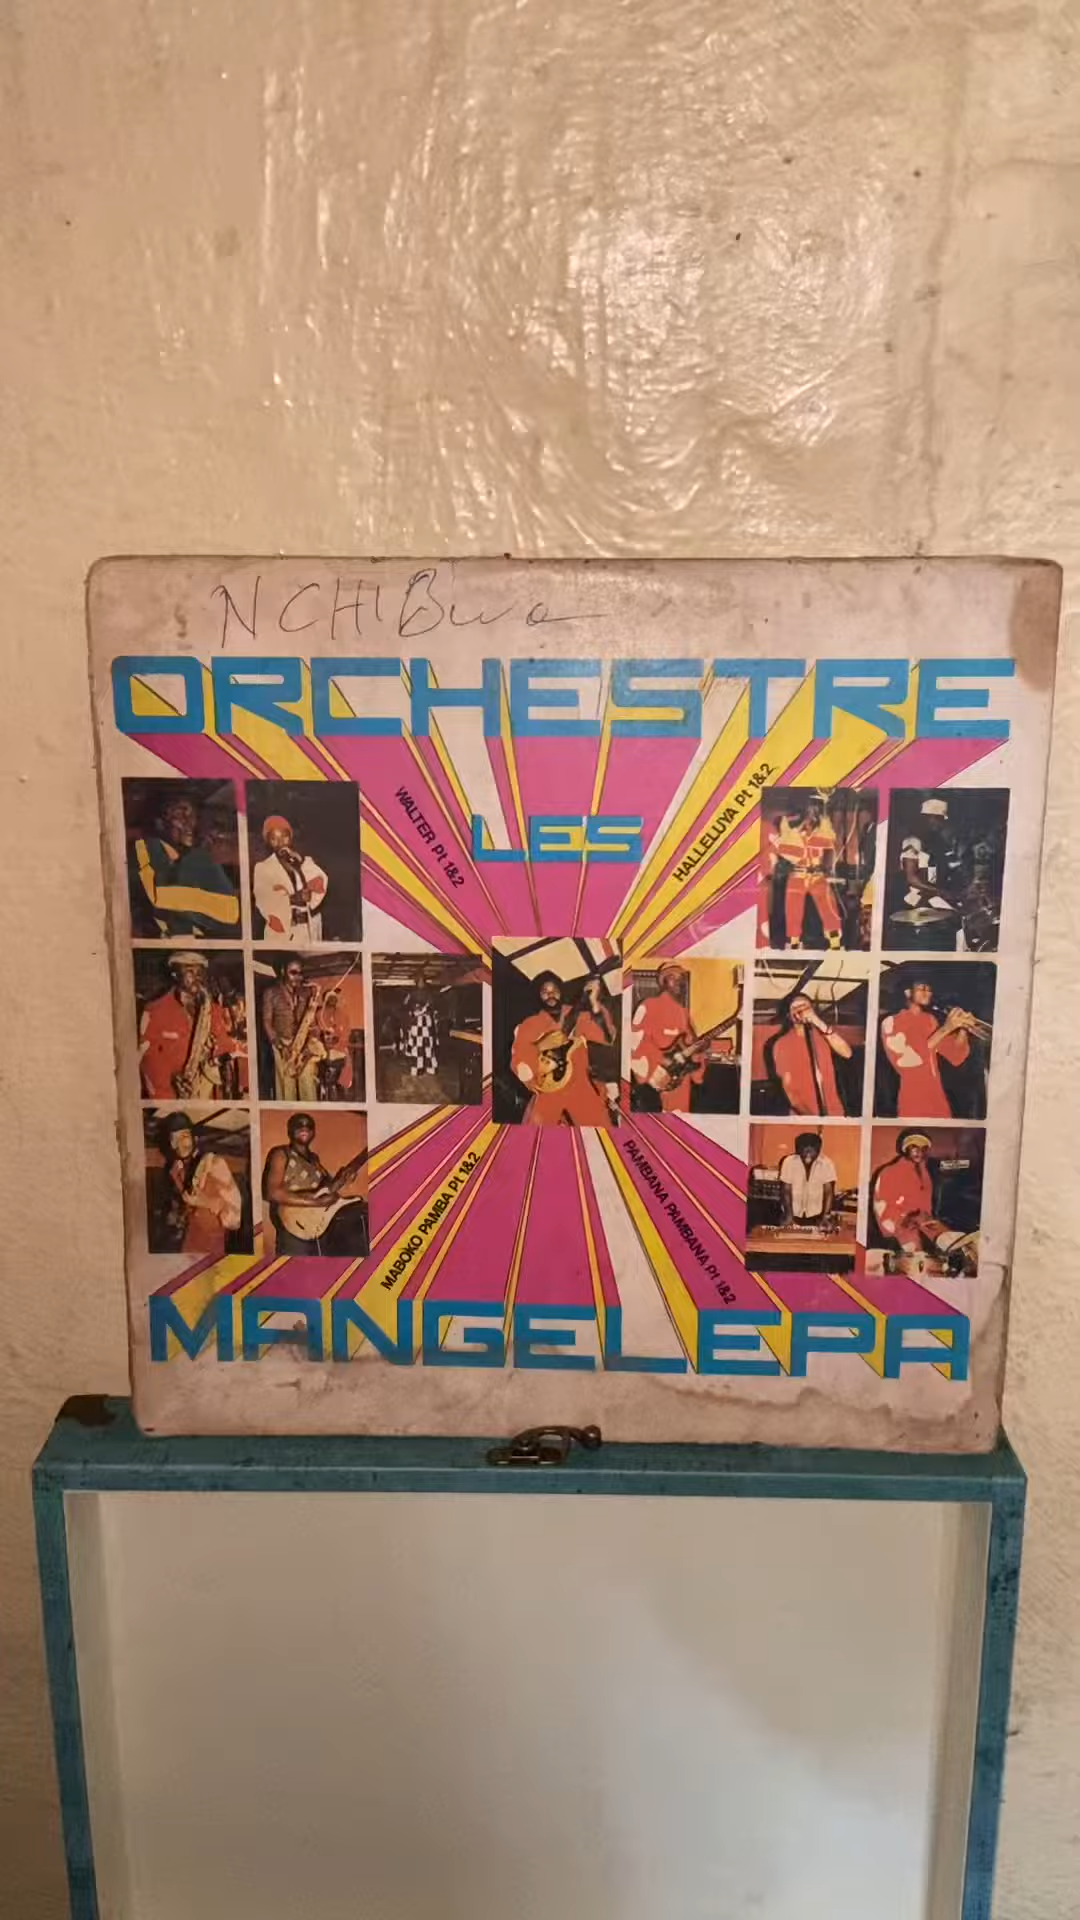 NCHIBwa
ORCHESTRE
LES
WALTER Pt 1&2
HALLELUYA Pt 1&2
MABOKO PAMBA Pt 1&2
PAMBANA PAMBANA Pt 1&2
MANGELEPA